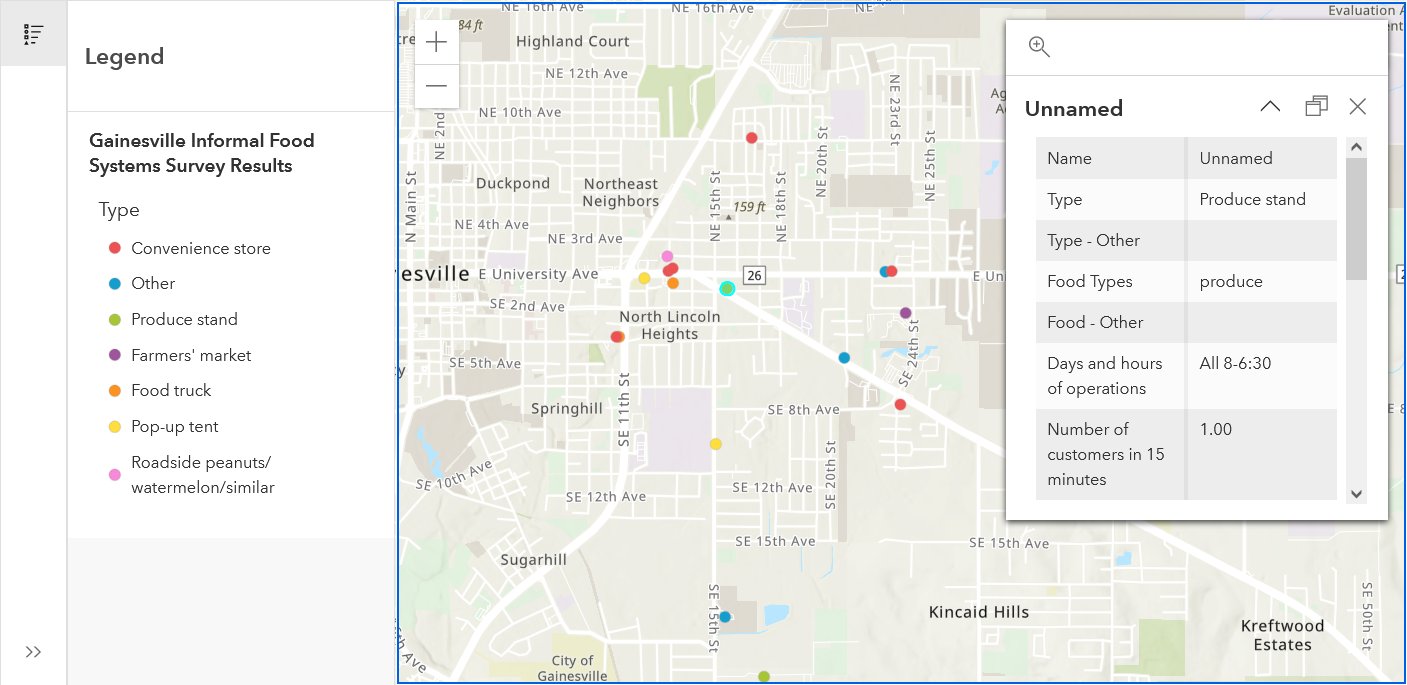 Legend
Gainesville Informal Food
Systems Survey Results
Type
Convenience store
Other
Produce stand
Farmers' market
Food truck
Pop-up tent
Roadside peanuts/
watermelon/similar
NE 16th Ave
NE 16th Ave
84 ft
Highland Court
NE 12th Ave
NE 10th Ave
NE 2nd
NE 23rd St
NE 20th St
NE 25th St
Duckpond
Northeast
Neighbors
N Main St
NE 15th St
159 ft
NE 18th St
NE 4th Ave
NE 3rd Ave
esville
E University Ave
26
E Un
SE 2nd Ave
North Lincoln
Heights
SE 5th Ave
SE 24th St
SE 11th St
Springhill
SE 8th Ave
SE 10th Ave
SE 12th Ave
SE 12th Ave
SE 20th St
SE 15th Ave
SE 15th Ave
Sugarhill
SE 15th St
Kincaid Hills
Kreftwood
Estates
SE 50th St
City of
Gainesville
Evaluation A
Unnamed
Name Unnamed
Type Produce stand
Type - Other
Food Types produce
Food - Other
Days and hours
of operations All 8-6:30
Number of
customers in 15
minutes 1.00